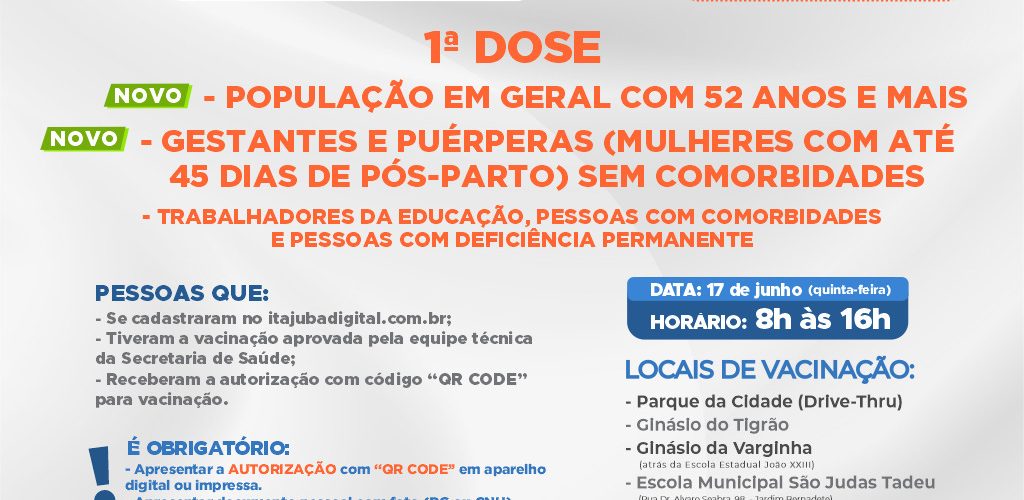 1ª DOSE
NOVO - POPULAÇÃO EM GERAL COM 52 ANOS E MAIS
NOVO - GESTANTES E PUÉRPERAS (MULHERES COM ATÉ
45 DIAS DE PÓS-PARTO) SEM COMORBIDADES
- TRABALHADORES DA EDUCAÇÃO, PESSOAS COM COMORBIDADES
E PESSOAS COM DEFICIÊNCIA PERMANENTE
PESSOAS QUE:
- Se cadastraram no itajubadigital.com.br;
- Tiveram a vacinação aprovada pela equipe técnica
da Secretaria de Saúde;
- Receberam a autorização com código “QR CODE”
para vacinação.
É OBRIGATÓRIO:
- Apresentar a AUTORIZAÇÃO com “QR CODE” em aparelho
digital ou impressa.
DATA: 17 de junho (quinta-feira)
HORÁRIO: 8h às 16h
LOCAIS DE VACINAÇÃO:
- Parque da Cidade (Drive-Thru)
- Ginásio do Tigrão
- Ginásio da Varginha
(atrás da Escola Estadual João XXIII)
- Escola Municipal São Judas Tadeu